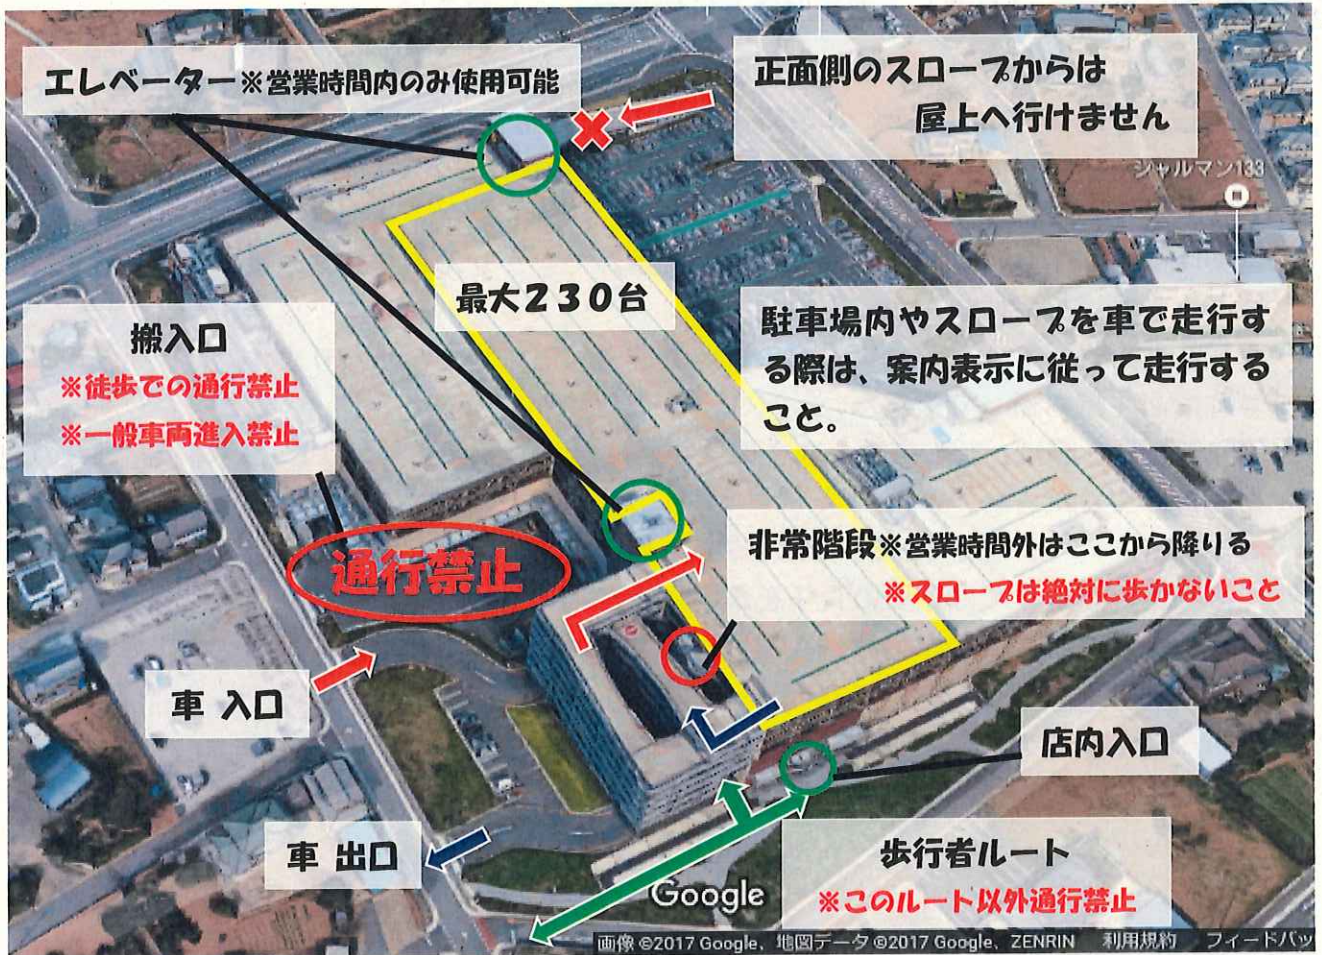 エレベーター※営業時間内のみ使用可能
正面側のスロープからは
屋上へ行けません
シャルマン133
最大230台
搬入口
※徒歩での通行禁止
※一般車両進入禁止
駐車場内やスロープを車で走行す
る際は、案内表示に従って走行する
こと。
通行禁止
非常階段※営業時間外はここから降りる
※スロープは絶対に歩かないこと
車 入口
店内入口
車 出口
歩行者ルート
※このルート以外通行禁止
Google
画像 ©2017 Google、地図データ ©2017 Google、ZENRIN 利用規約 フィードバッ